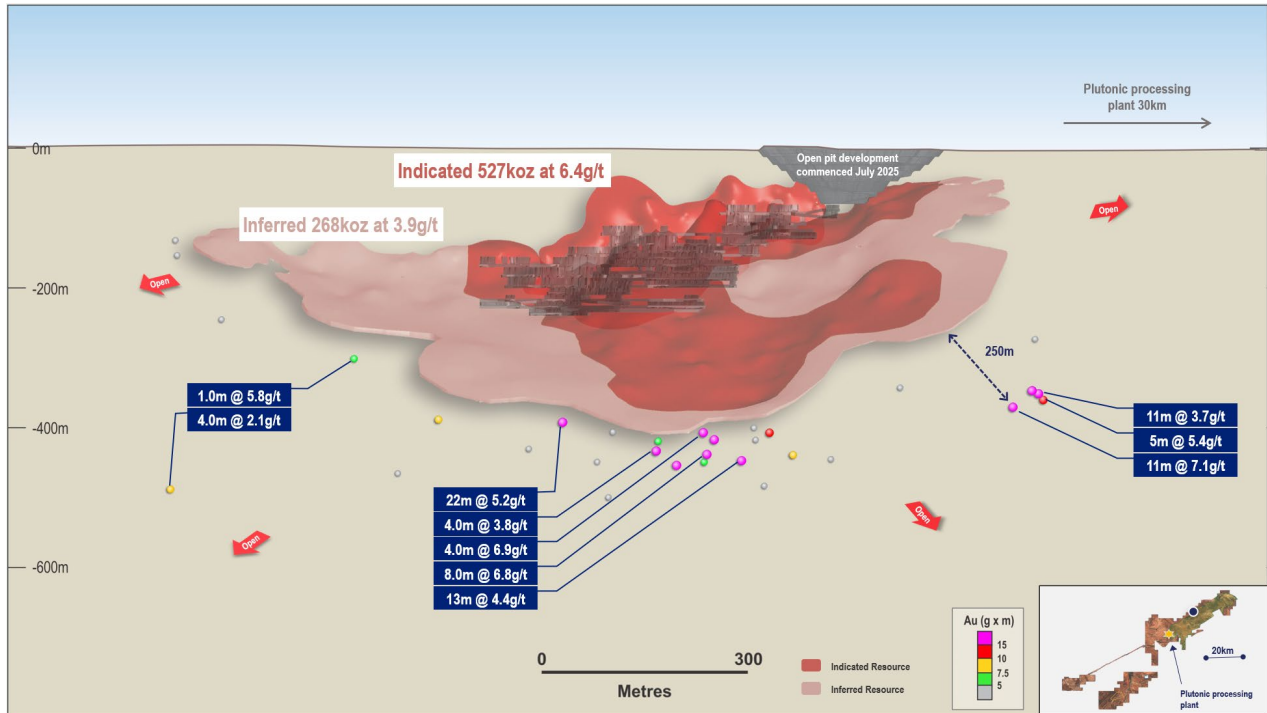 Plutonic processing
plant 30km
0m
Open pit development
commenced July 2025
Indicated 527koz at 6.4g/t
Inferred 268koz at 3.9g/t
Open
Open
-200m
250m
1.0m @ 5.8g/t
4.0m @ 2.1g/t
11m @ 3.7g/t
5m @ 5.4g/t
11m @ 7.1g/t
-400m
22m @ 5.2g/t
4.0m @ 3.8g/t
4.0m @ 6.9g/t
8.0m @ 6.8g/t
13m @ 4.4g/t
Open
Open
-600m
0
300
Metres
Indicated Resource
Inferred Resource
Au (g x m)
15
10
7.5
5
20km
Plutonic processing
plant